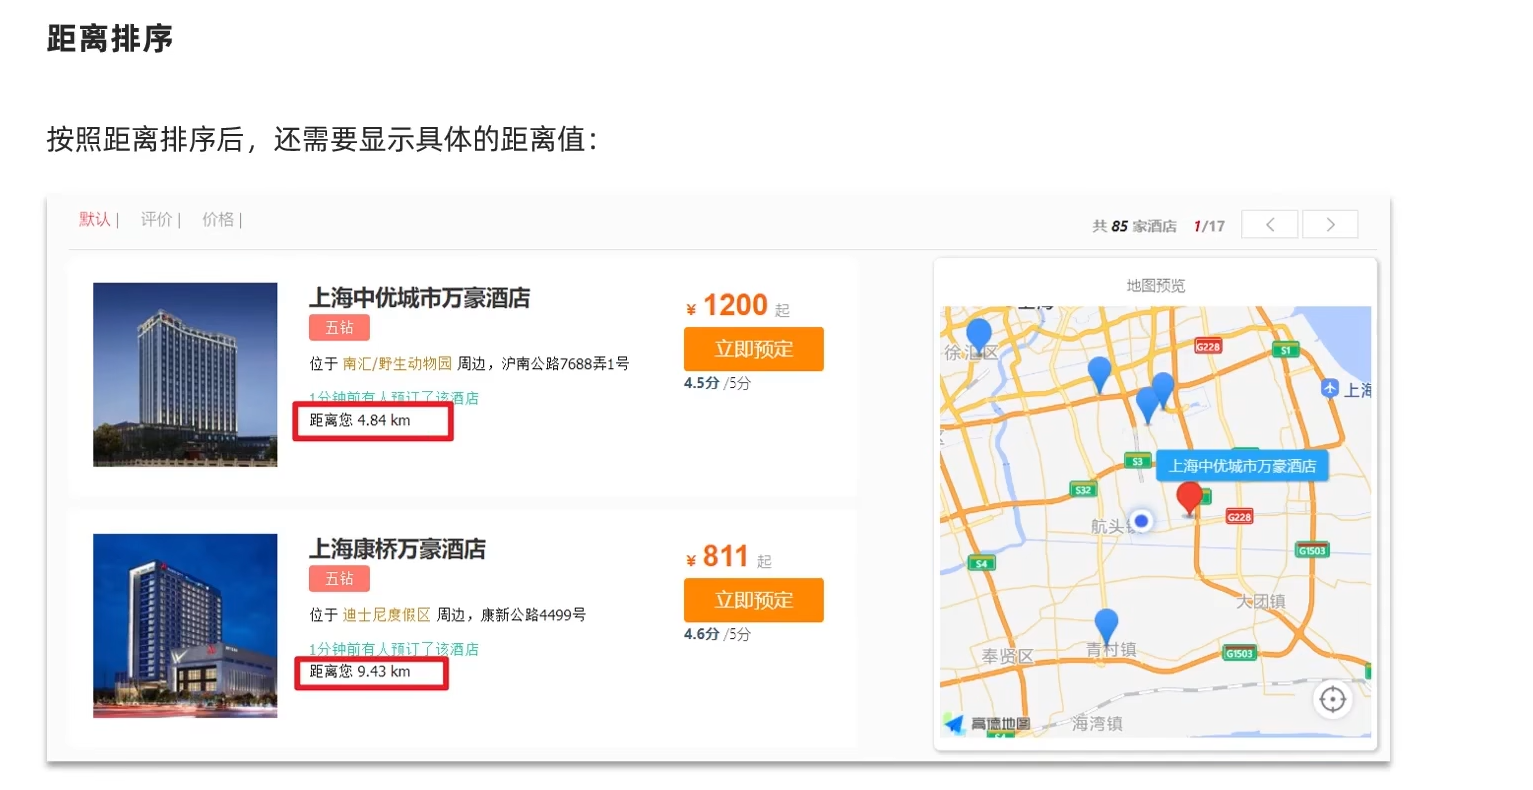 距离排序
按照距离排序后，还需要显示具体的距离值：
默认| 评价| 价格|
共 85 家酒店 1/17
上海中优城市万豪酒店
五钻
位于 南汇/野生动物园 周边，沪南公路7688弄1号
1分钟前有人预订了该酒店
距离您 4.84 km
¥ 1200 起
立即预定
4.5分 /5分
上海康桥万豪酒店
五钻
位于 迪士尼度假区 周边，康新公路4499号
1分钟前有人预订了该酒店
距离您 9.43 km
¥ 811 起
立即预定
4.6分 /5分
地图预览
徐汇区
G228
S1
上海
S3
上海中优城市万豪酒店
S32
航头
G228
S4
G1503
大团镇
青村镇
奉贤区
G1503
高德地图
海湾镇